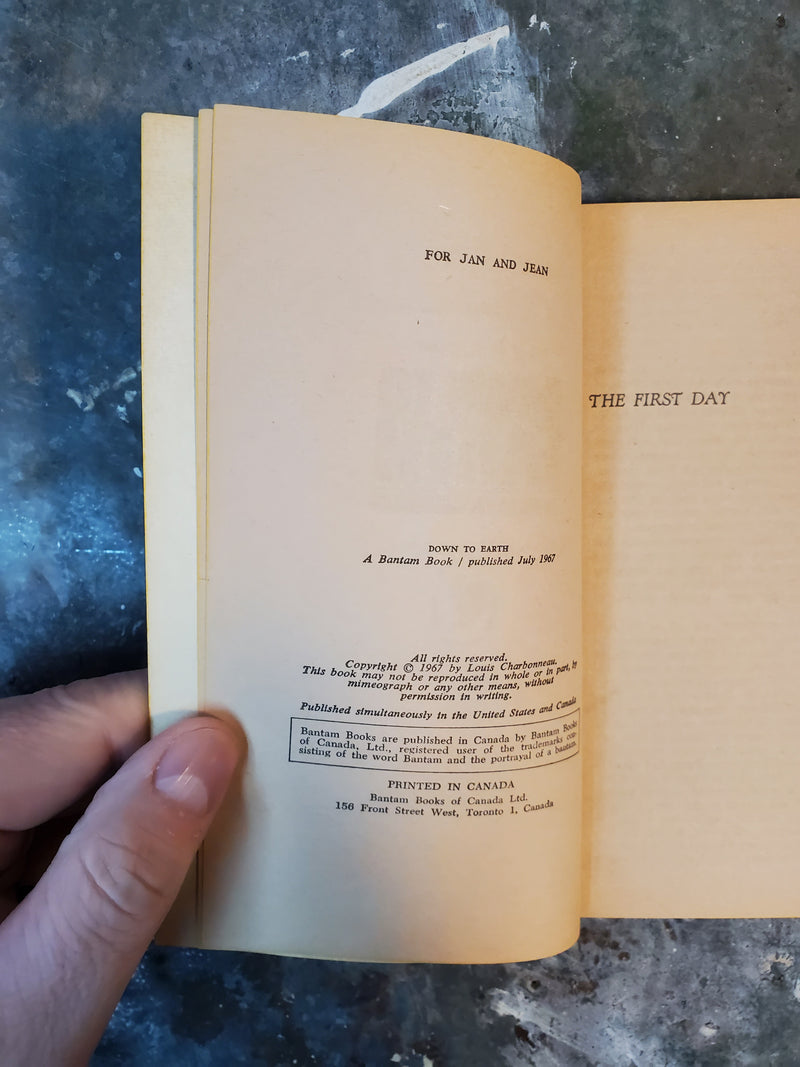 FOR JAN AND JEAN
DOWN TO EARTH
A Bantam Book / published July 1967
All rights reserved.
Copyright © 1967 by Louis Charbonneau.
This book may not be reproduced in whole or in part, by
mimeograph or any other means, without
permission in writing.
Published simultaneously in the United States and Canada
Bantam Books are published in Canada by Bantam Books
of Canada, Ltd., registered user of the trademarks con-
sisting of the word Bantam and the portrayal of a bantam.
PRINTED IN CANADA
Bantam Books of Canada Ltd.
156 Front Street West, Toronto 1, Canada
THE FIRST DAY